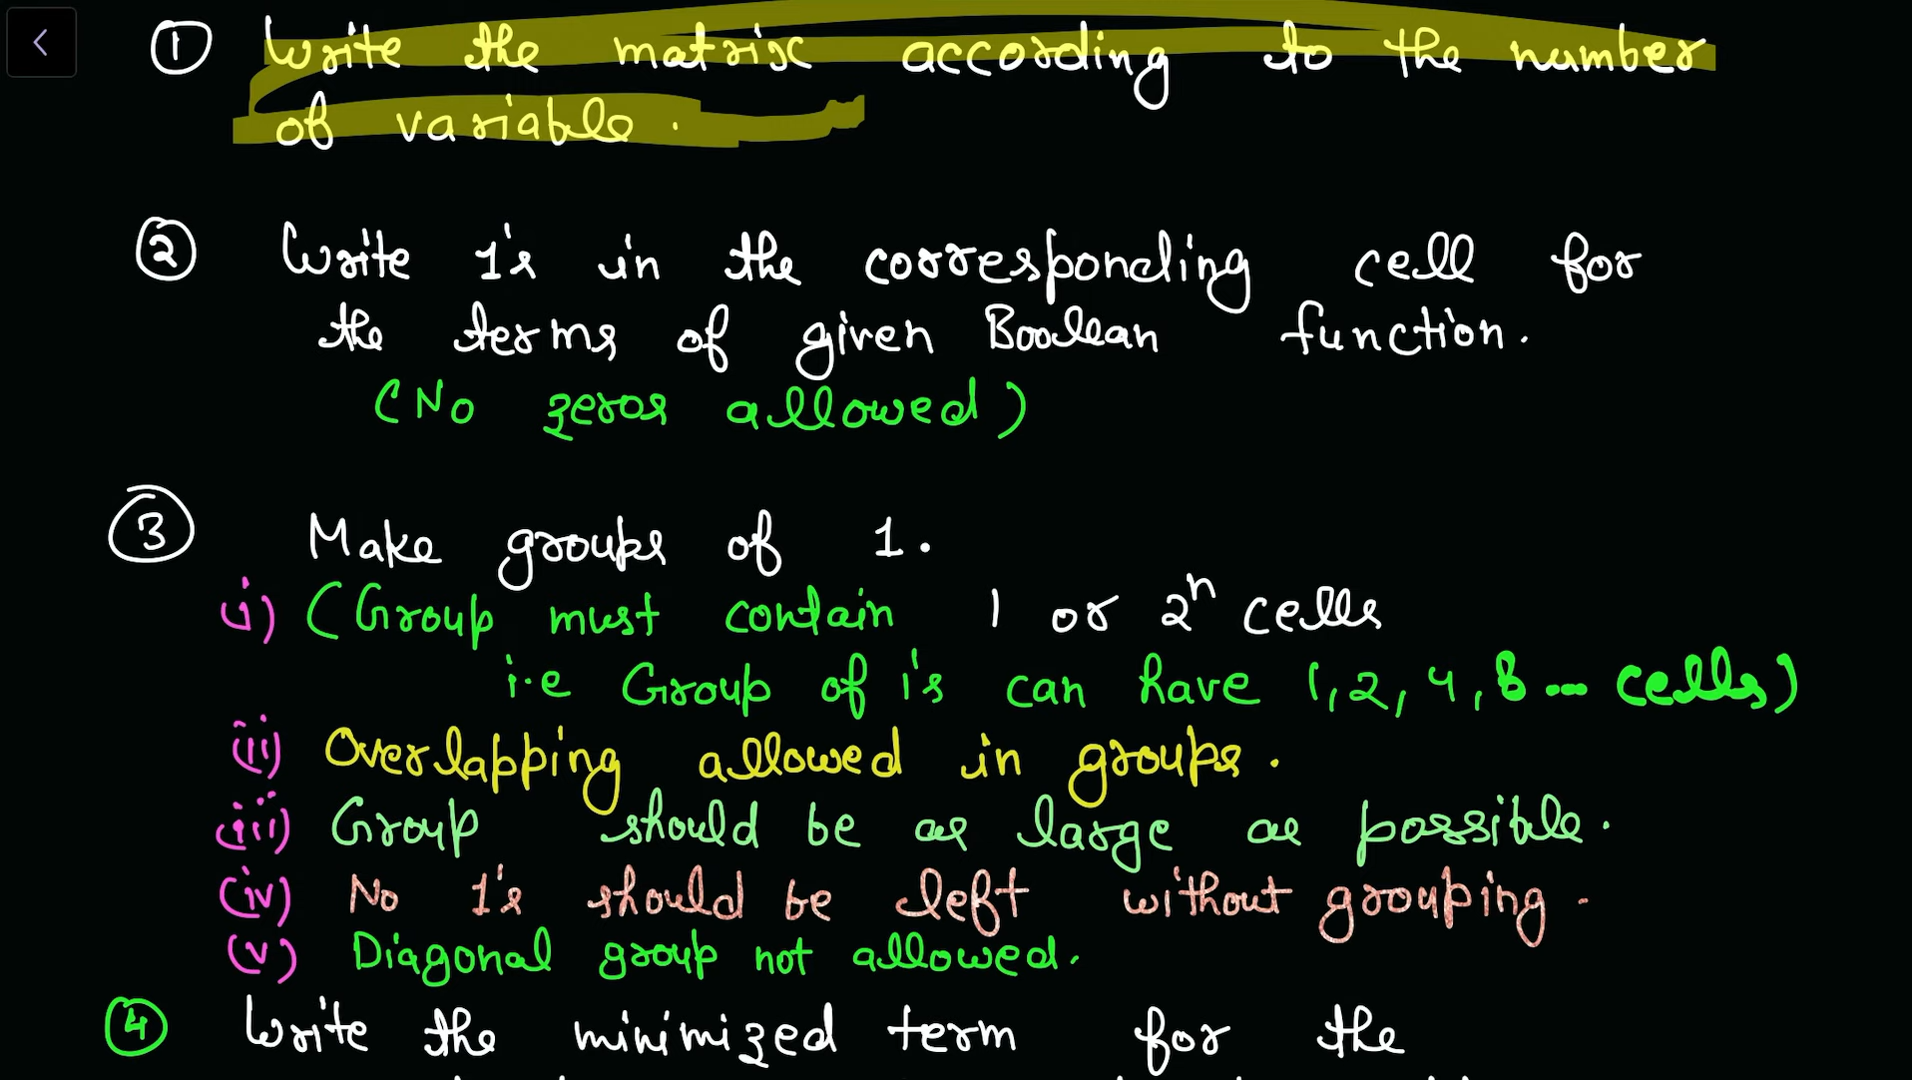 ① Write the matrix according to the number
of variable.
② Write 1's in the corresponding cell for
the terms of given Boolean function.
(No zeros allowed)
③ Make groups of 1.
i) (Group must contain 1 or 2ⁿ cells
i.e Group of 1's can have 1, 2, 4, 8 ... cells)
(ii) Overlapping allowed in groups.
(iii) Group should be as large as possible.
(iv) No 1's should be left without grouping.
(v) Diagonal group not allowed.
④ Write the minimized term for the